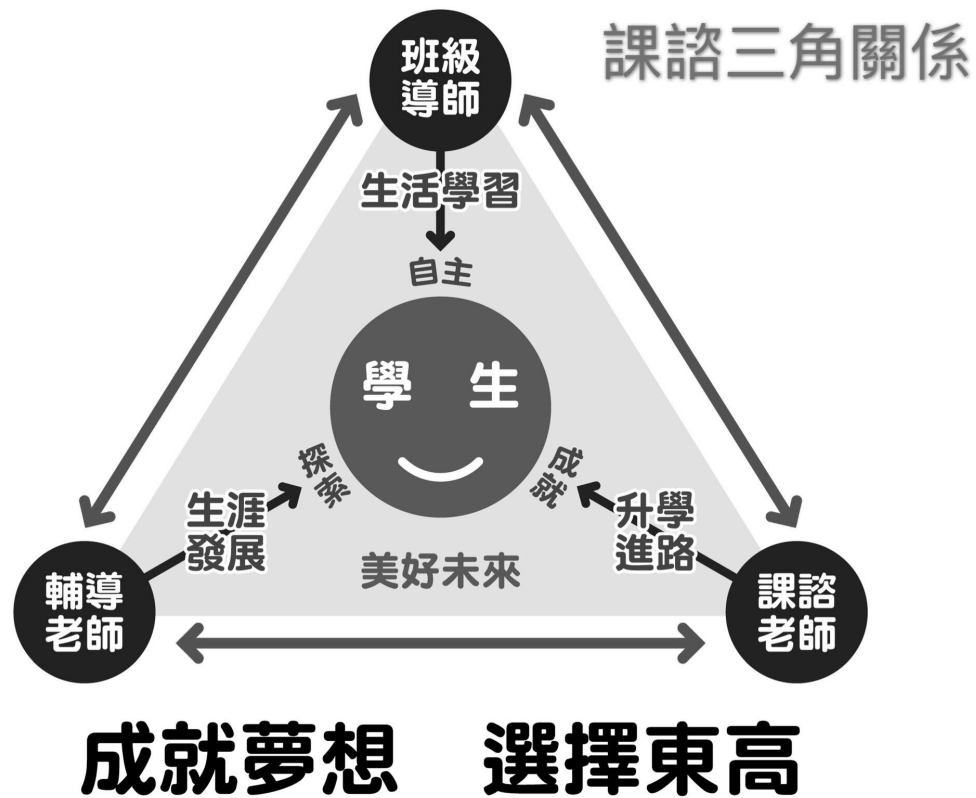 課諮三角關係
班級
導師
生活學習
自主
學 生
探索
成就
生涯
發展
升學
進路
美好未來
輔導
老師
課諮
老師
成就夢想 選擇東高